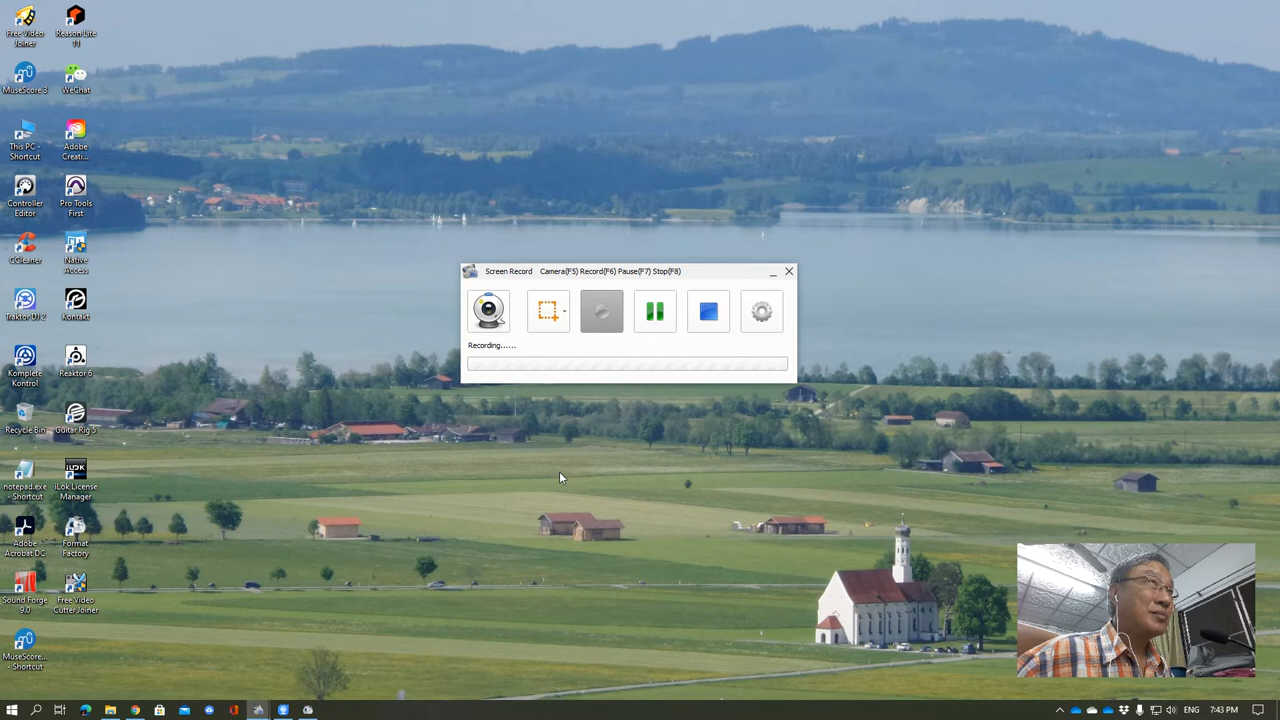 Free Video
Joiner
Reason Lite
11
MuseScore 3
WeChat
This PC -
Shortcut
Adobe
Creati...
Controller
Editor
Pro Tools
First
CCleaner
Native
Access
Traktor DJ 2
Kontakt
Komplete
Kontrol
Reaktor 6
Recycle Bin
Guitar Rig 5
notepad.exe
- Shortcut
iLOK
iLok License
Manager
Adobe
Acrobat DC
Format
Factory
Sound Forge
9.0
Free Video
CutterJoiner
MuseScore...
- Shortcut
Screen Record Camera(F5) Record(F6) Pause(F7) Stop(F8)
Recording......
7:43 PM